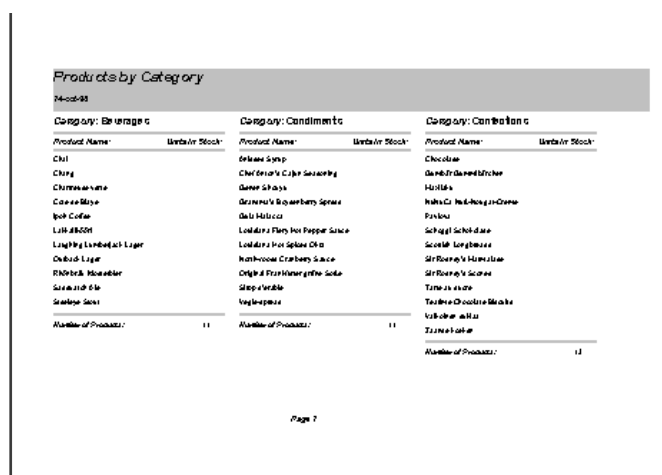 Products by Category
Category: Beverages
Product Name: Units In Stock:
Chai
Chang
Chartreuse verte
Côte de Blaye
Ipoh Coffee
Lakkalikööri
Laughing Lumberjack Lager
Outback Lager
Rhönbräu Klosterbier
Sasquatch Ale
Steeleye Stout
Number of Products: 11
Category: Condiments
Product Name: Units In Stock:
Aniseed Syrup
Chef Anton's Cajun Seasoning
Genen Shouyu
Grandma's Boysenberry Spread
Gula Malacca
Louisiana Fiery Hot Pepper Sauce
Louisiana Hot Spiced Okra
Northwoods Cranberry Sauce
Original Frankfurter grüne Soße
Sirop d'érable
Vegie-spread
Number of Products: 11
Category: Confections
Product Name: Units In Stock:
Chocolade
Gumbär Gummibärchen
Maxilaku
NuNuCa Nuß-Nougat-Creme
Pavlova
Schoggi Schokolade
Scottish Longbreads
Sir Rodney's Marmalade
Sir Rodney's Scones
Tarte au sucre
Teatime Chocolate Biscuits
Valkoinen suklaa
Zaanse koeken
Number of Products: 13
Page 1